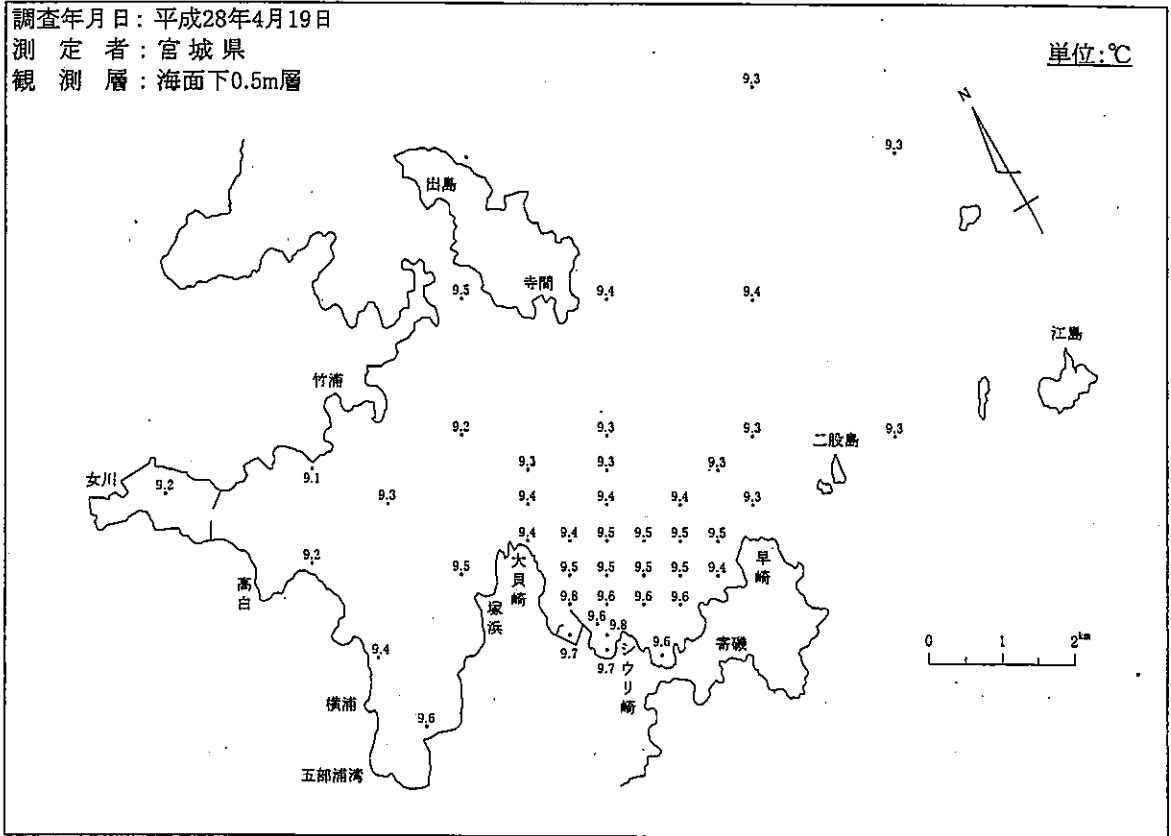 調査年月日：平成28年4月19日
測定者：宮城県
観測層：海面下0.5m層
単位:℃
9.3
N
9.3
出島
寺間
9.3
9.4
9.4
江島
竹浦
9.2
9.3
9.3
9.3
二股島
9.3
9.3
9.3
女川
9.2
9.1
9.3
9.4
9.4
9.4
9.3
9.4
9.4
9.5
9.5
9.5
9.5
大貝崎
早崎
9.2
9.5
9.5
9.5
9.5
9.5
9.4
高白
塚浜
9.8
9.6
9.6
9.6
9.6
9.8
シウリ崎
寄磯
0 1 2km
9.4
9.7
9.7
9.6
横浦
9.6
五部浦湾